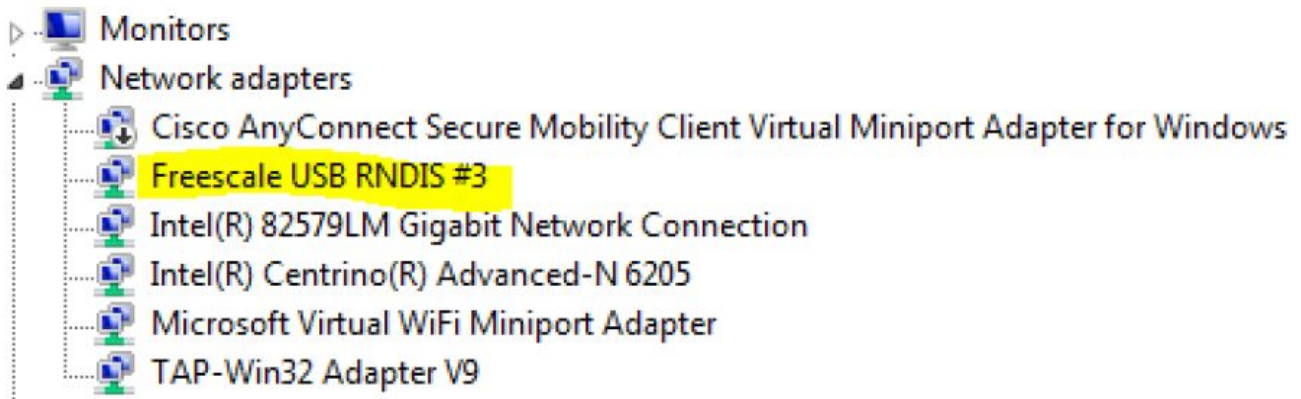 Monitors
Network adapters
Cisco AnyConnect Secure Mobility Client Virtual Miniport Adapter for Windows
Freescale USB RNDIS #3
Intel(R) 82579LM Gigabit Network Connection
Intel(R) Centrino(R) Advanced-N 6205
Microsoft Virtual WiFi Miniport Adapter
TAP-Win32 Adapter V9